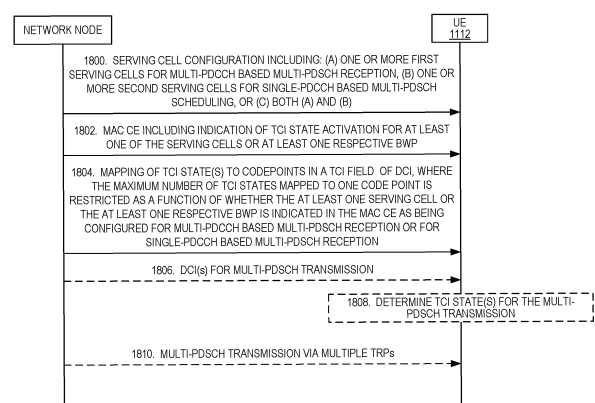 NETWORK NODE
UE
1112
1800. SERVING CELL CONFIGURATION INCLUDING: (A) ONE OR MORE FIRST
SERVING CELLS FOR MULTI-PDCCH BASED MULTI-PDSCH RECEPTION, (B) ONE OR
MORE SECOND SERVING CELLS FOR SINGLE-PDCCH BASED MULTI-PDSCH
SCHEDULING, OR (C) BOTH (A) AND (B)
1802. MAC CE INCLUDING INDICATION OF TCI STATE ACTIVATION FOR AT LEAST
ONE OF THE SERVING CELLS OR AT LEAST ONE RESPECTIVE BWP
1804. MAPPING OF TCI STATE(S) TO CODEPOINTS IN A TCI FIELD OF DCI, WHERE
THE MAXIMUM NUMBER OF TCI STATES MAPPED TO ONE CODE POINT IS
RESTRICTED AS A FUNCTION OF WHETHER THE AT LEAST ONE SERVING CELL OR
THE AT LEAST ONE RESPECTIVE BWP IS INDICATED IN THE MAC CE AS BEING
CONFIGURED FOR MULTI-PDCCH BASED MULTI-PDSCH RECEPTION OR FOR
SINGLE-PDCCH BASED MULTI-PDSCH RECEPTION
1806. DCI(s) FOR MULTI-PDSCH TRANSMISSION
1808. DETERMINE TCI STATE(S) FOR THE MULTI-
PDSCH TRANSMISSION
1810. MULTI-PDSCH TRANSMISSION VIA MULTIPLE TRPs